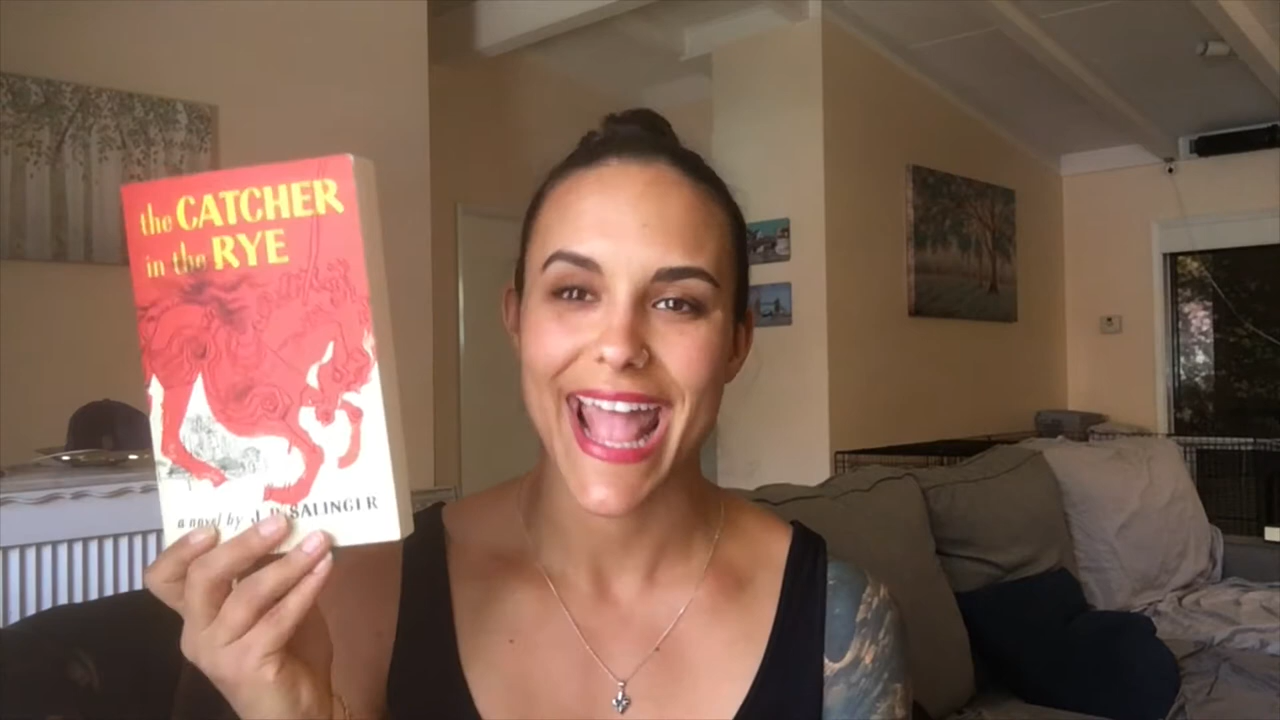 the CATCHER
in the RYE
a novel by J. D. SALINGER